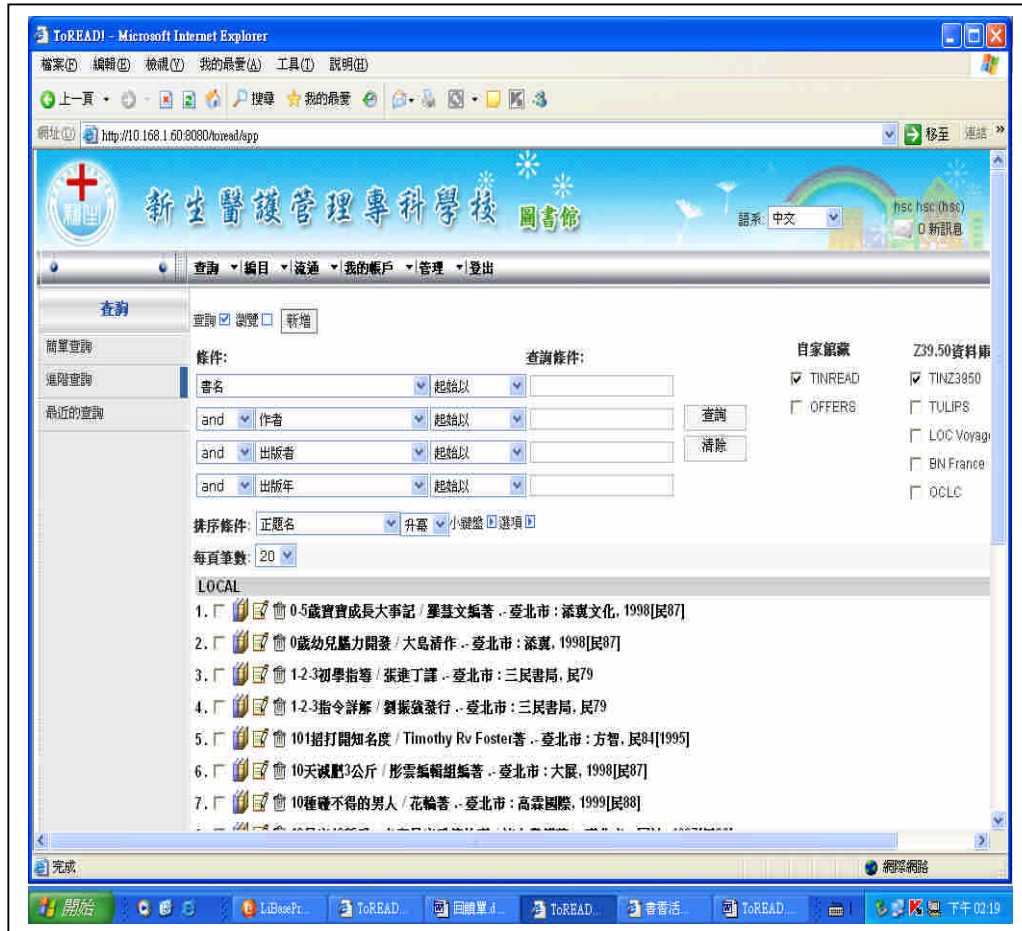 ToREAD! - Microsoft Internet Explorer
檔案(F) 編輯(E) 檢視(V) 我的最愛(A) 工具(T) 說明(H)
上一頁 搜尋 我的最愛
網址(D) http://10.168.1.60:8080/toread/app 移至 連結 »
新生醫護管理專科學校 圖書館
語系: 中文
hsc hsc (hsc)
0 新訊息
查詢 編目 流通 我的帳戶 管理 登出
查詢
簡單查詢
進階查詢
最近的查詢
查詢 瀏覽 新增
條件: 查詢條件:
書名 起始以
and 作者 起始以 查詢
and 出版者 起始以 清除
and 出版年 起始以
自家館藏
TINREAD
OFFERS
Z39.50資料庫
TINZ3950
TULIPS
LOC Voyag
BN France
OCLC
排序條件: 正題名 升冪 小鍵盤 選項
每頁筆數: 20
LOCAL
1. 0-5歲寶寶成長大事記 / 羅慧文編著 .- 臺北市 : 添翼文化, 1998[民87]
2. 0歲幼兒腦力開發 / 大島清作 .- 臺北市 : 添翼, 1998[民87]
3. 1-2-3初學指導 / 張進丁譯 .- 臺北市 : 三民書局, 民79
4. 1-2-3指令詳解 / 劉振強發行 .- 臺北市 : 三民書局, 民79
5. 101招打開知名度 / Timothy Rv Foster著 .- 臺北市 : 方智, 民84[1995]
6. 10天減肥3公斤 / 彤雲編輯組編著 .- 臺北市 : 大展, 1998[民87]
7. 10種碰不得的男人 / 花輪著 .- 臺北市 : 高霖國際, 1999[民88]
完成 網際網路
開始 LiBasePr... ToREAD... 回饋單.d... ToREAD... 書香活... ToREAD... 下午 02:19